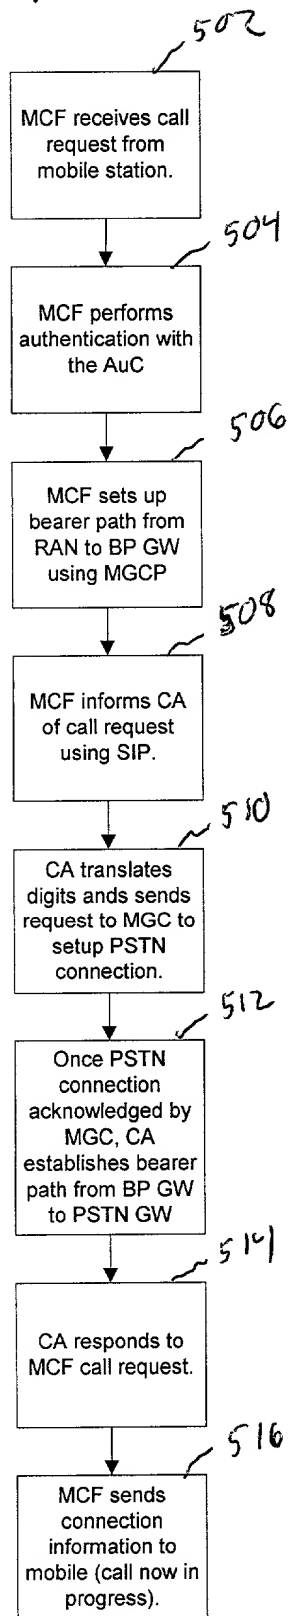 502
MCF receives call
request from
mobile station.
504
MCF performs
authentication with
the AuC
506
MCF sets up
bearer path from
RAN to BP GW
using MGCP
508
MCF informs CA
of call request
using SIP.
510
CA translates
digits ands sends
request to MGC to
setup PSTN
connection.
512
Once PSTN
connection
acknowledged by
MGC, CA
establishes bearer
path from BP GW
to PSTN GW
514
CA responds to
MCF call request.
516
MCF sends
connection
information to
mobile (call now in
progress).